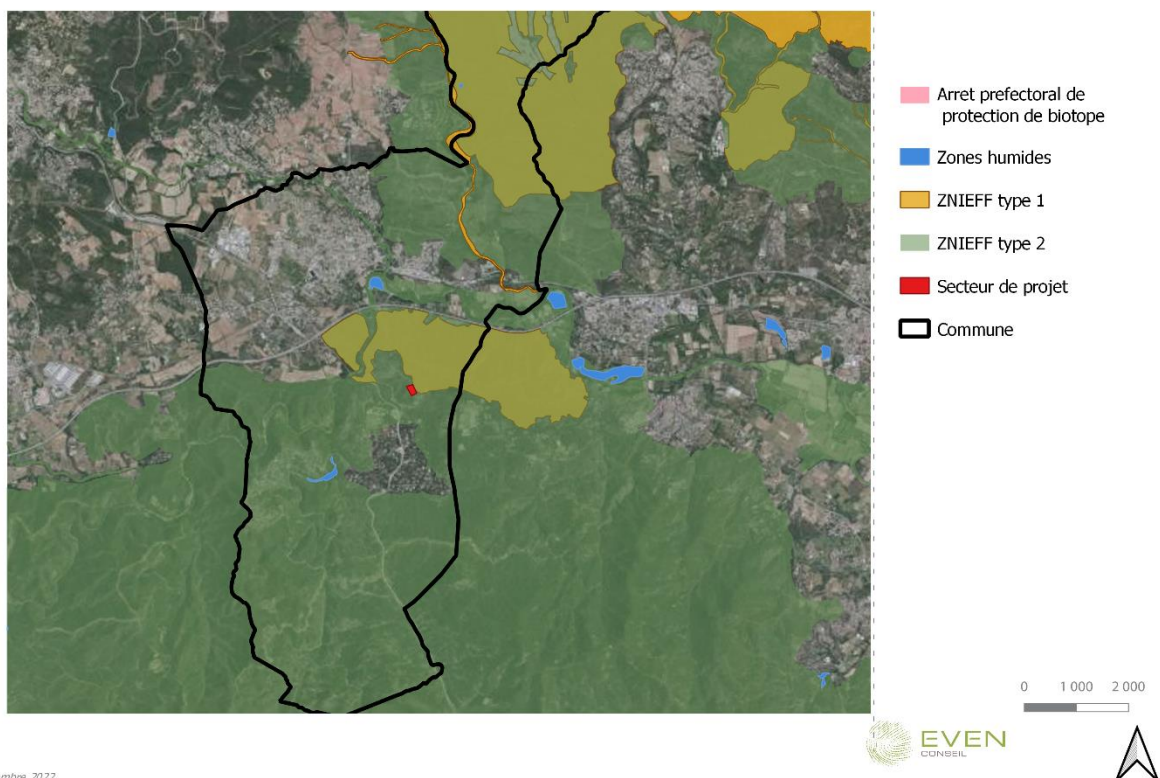 Arret prefectoral de
protection de biotope
Zones humides
ZNIEFF type 1
ZNIEFF type 2
Secteur de projet
Commune
0 1 000 2 000
EVEN
CONSEIL
2022